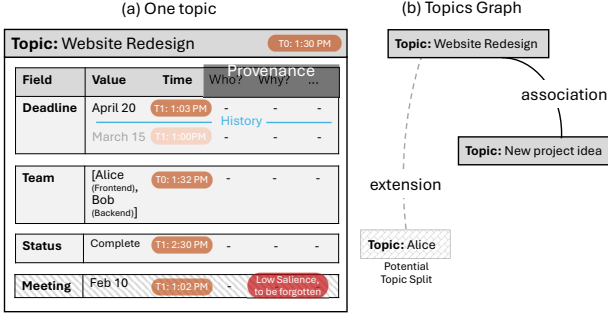 (a) One topic
Topic: Website Redesign
T0: 1:30 PM
Provenance
Field Value Time Who? Why? ...
Deadline April 20 T1: 1:03 PM - - -
History
March 15 T1: 1:00PM - - -
Team [Alice T0: 1:32 PM - - -
(Frontend),
Bob
(Backend)]
Status Complete T1: 2:30 PM - - -
Meeting Feb 10 T1: 1:02 PM - Low Salience,
to be forgotten
(b) Topics Graph
Topic: Website Redesign
association
Topic: New project idea
extension
Topic: Alice
Potential
Topic Split